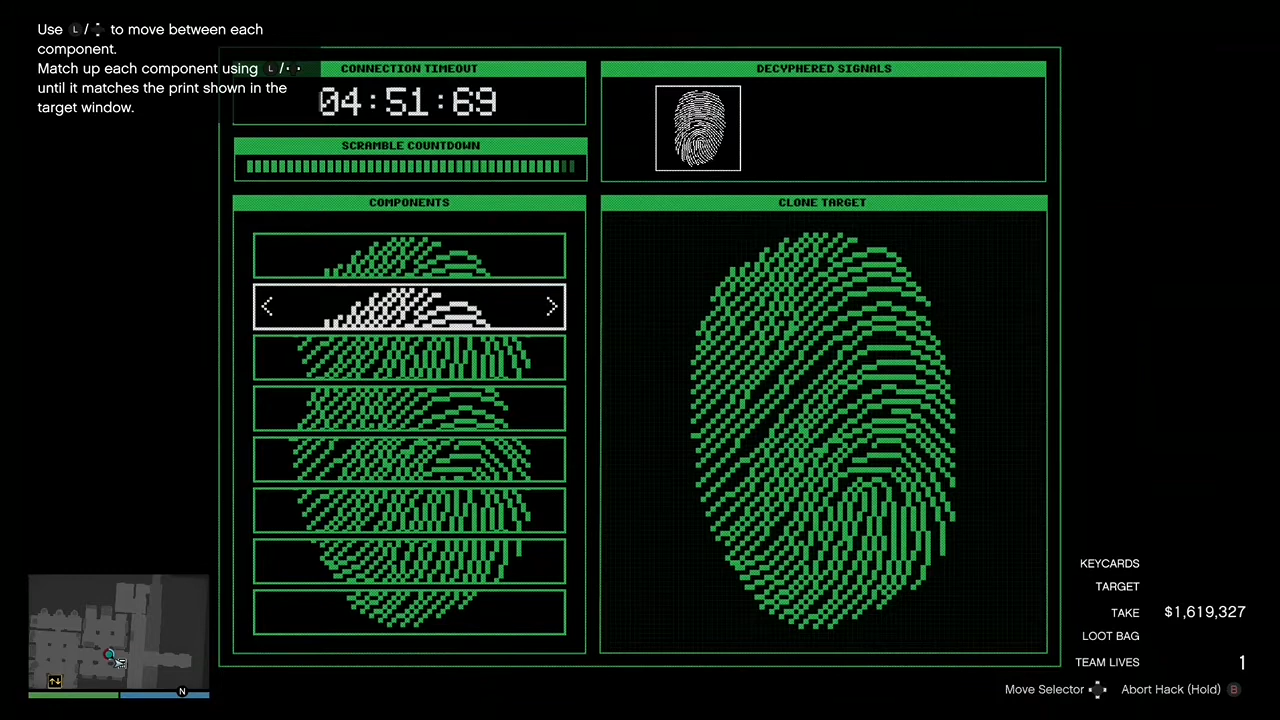 Use L / to move between each
component.
Match up each component using L /
until it matches the print shown in the
target window.
CONNECTION TIMEOUT
04:51:69
SCRAMBLE COUNTDOWN
DECYPHERED SIGNALS
COMPONENTS
CLONE TARGET
KEYCARDS
TARGET
TAKE $1,619,327
LOOT BAG
TEAM LIVES 1
Move Selector Abort Hack (Hold) B
N